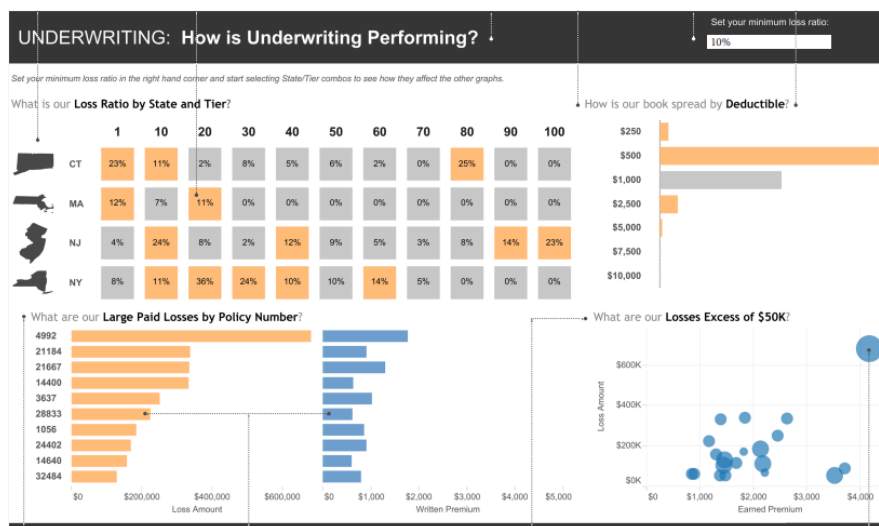 Set your minimum loss ratio:
UNDERWRITING: How is Underwriting Performing?
10%
Set your minimum loss ratio in the right hand corner and start selecting State/Tier combos to see how they affect the other graphs.
What is our Loss Ratio by State and Tier?
1 10 20 30 40 50 60 70 80 90 100
CT 23% 11% 2% 8% 5% 6% 2% 0% 25% 0% 0%
MA 12% 7% 11% 0% 0% 0% 0% 0% 0% 0% 0%
NJ 4% 24% 8% 2% 12% 9% 5% 3% 8% 14% 23%
NY 8% 11% 36% 24% 10% 10% 14% 5% 0% 0% 0%
How is our book spread by Deductible?
$250
$500
$1,000
$2,500
$5,000
$7,500
$10,000
What are our Large Paid Losses by Policy Number?
4992
21184
21667
14400
3637
28833
1056
24402
14640
32484
$0 $200,000 $400,000 $600,000
Loss Amount
$0 $1,000 $2,000 $3,000 $4,000 $5,000
Written Premium
What are our Losses Excess of $50K?
$600K
$400K
$200K
$0K
Loss Amount
$0 $1,000 $2,000 $3,000 $4,000
Earned Premium